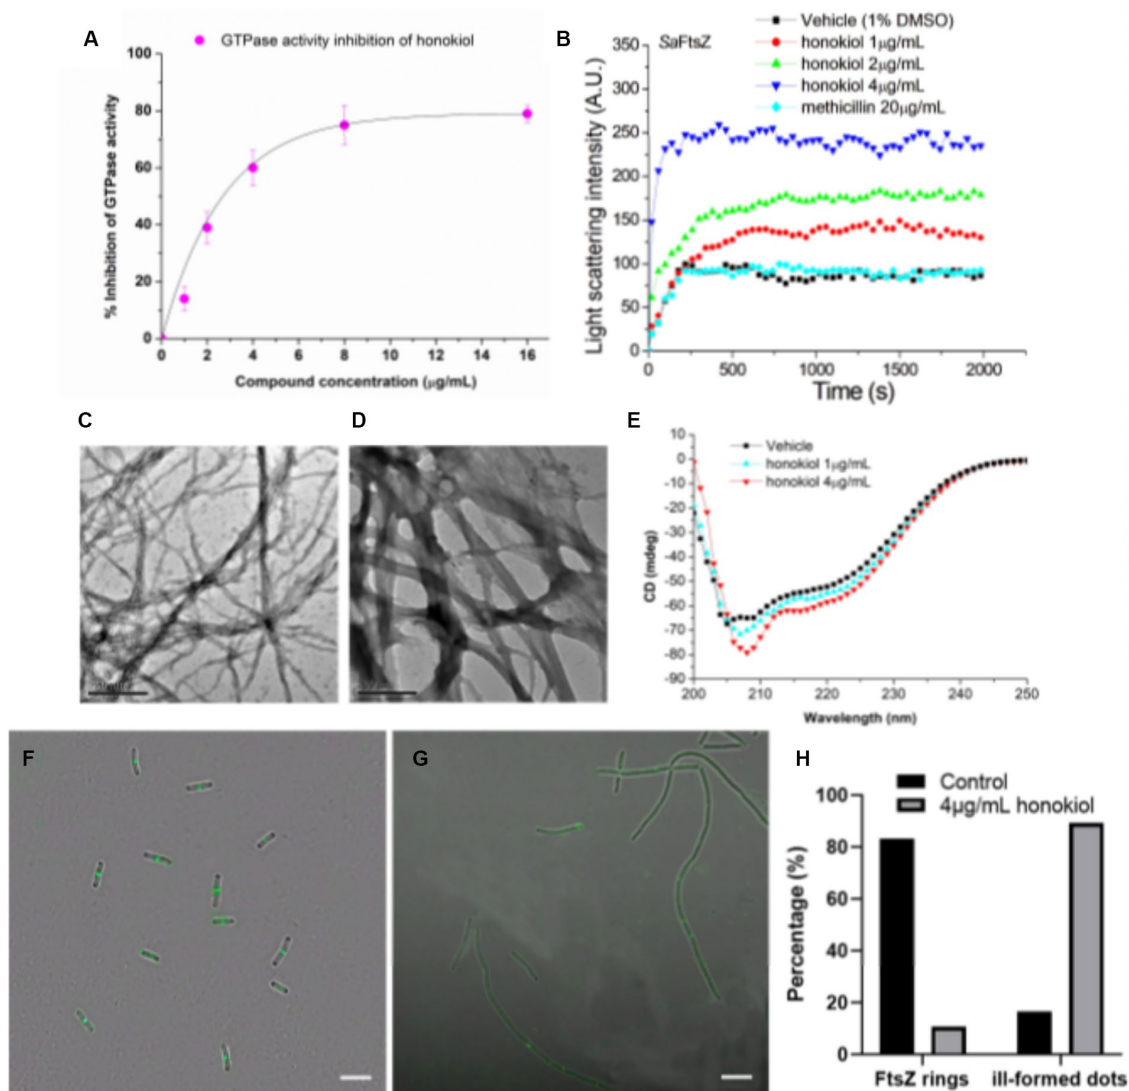 A
GTPase activity inhibition of honokiol
100
80
60
40
20
0
% Inhibition of GTPase activity
0 2 4 6 8 10 12 14 16
Compound concentration (μg/mL)
B
SaFtsZ
Vehicle (1% DMSO)
honokiol 1μg/mL
honokiol 2μg/mL
honokiol 4μg/mL
methicillin 20μg/mL
350
300
250
200
150
100
50
0
Light scattering intensity (A.U.)
0 500 1000 1500 2000
Time (s)
C
D
E
Vehicle
honokiol 1μg/mL
honokiol 4μg/mL
10
0
-10
-20
-30
-40
-50
-60
-70
-80
-90
CD (mdeg)
200 210 220 230 240 250
Wavelength (nm)
F
G
H
Control
4μg/mL honokiol
100
80
60
40
20
0
Percentage (%)
FtsZ rings ill-formed dots